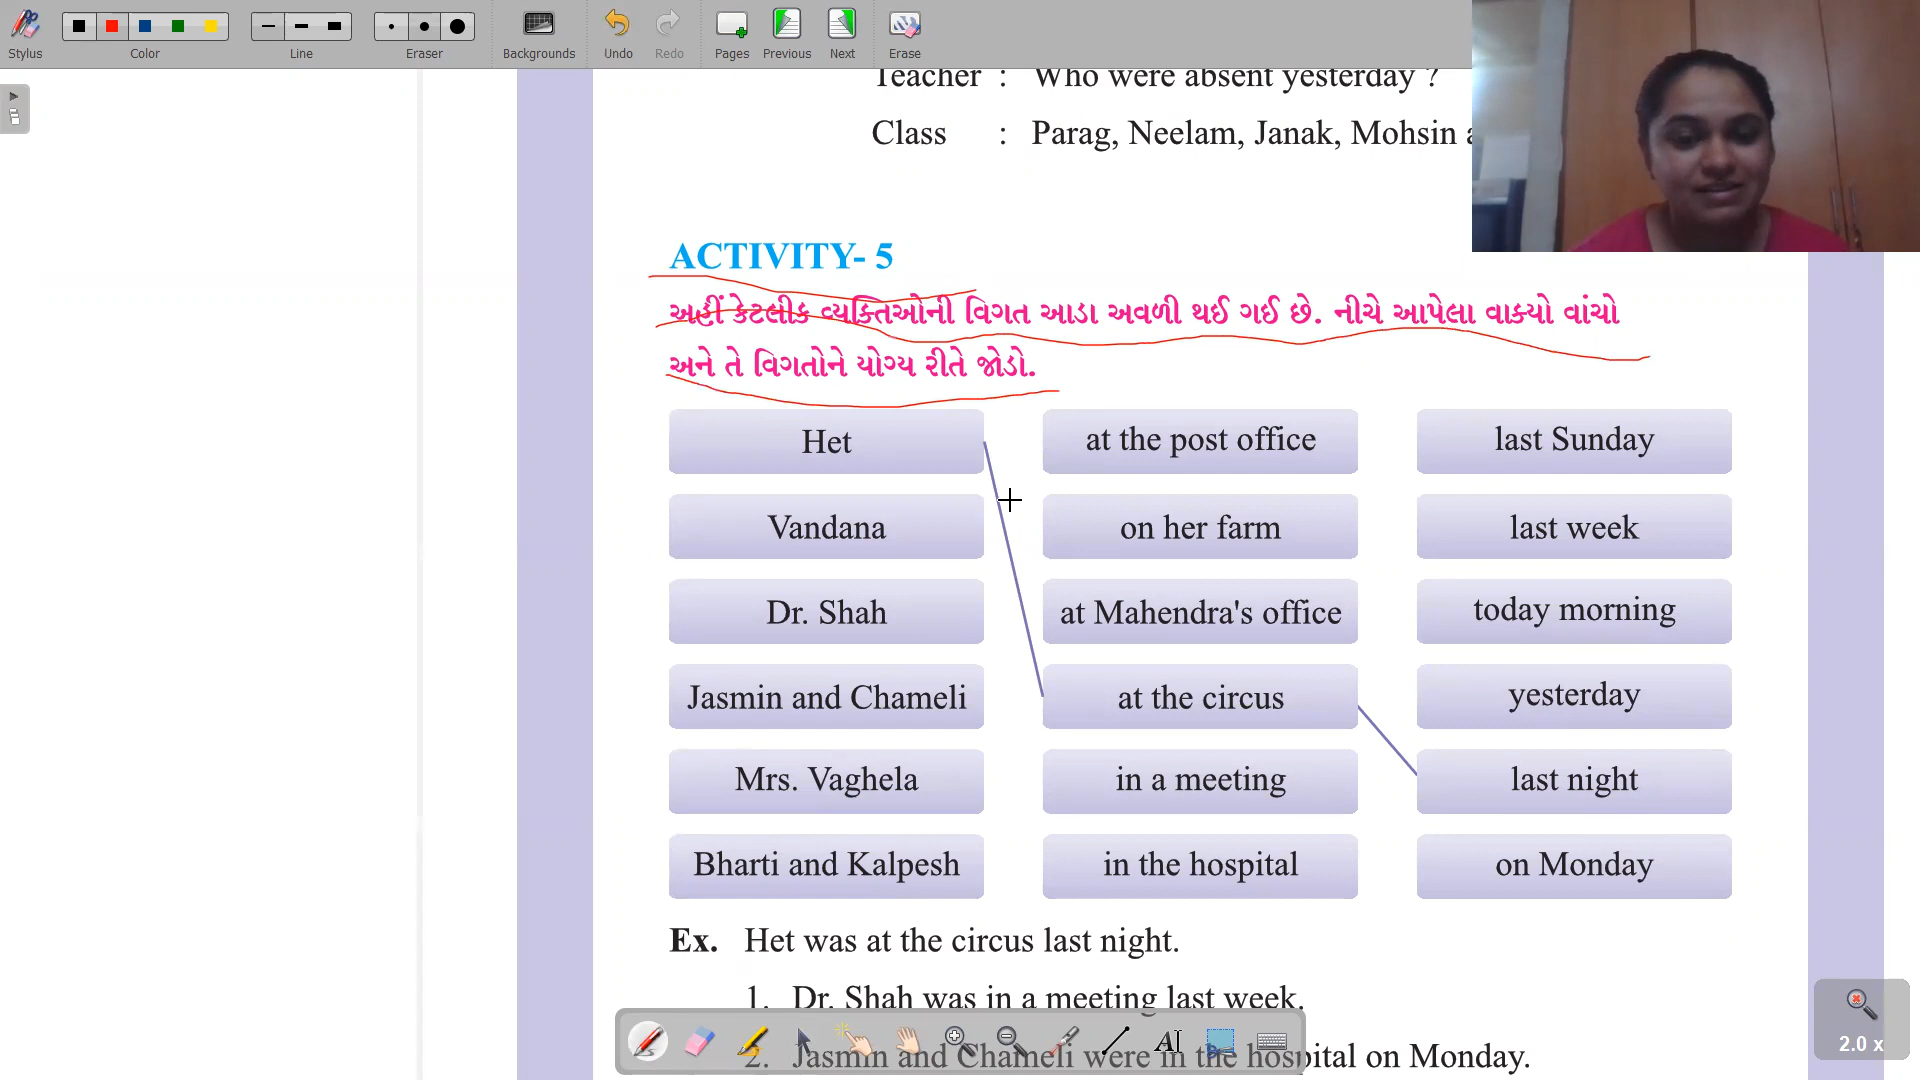 Stylus
Color
Line
Eraser
Backgrounds
Undo
Redo
Pages
Previous
Next
Erase
Teacher : Who were absent yesterday ?
Class : Parag, Neelam, Janak, Mohsin
ACTIVITY- 5
અહીં કેટલીક વ્યક્તિઓની વિગત આડા અવળી થઈ ગઈ છે. નીચે આપેલા વાક્યો વાંચો
અને તે વિગતોને યોગ્ય રીતે જોડો.
Het at the post office last Sunday
Vandana on her farm last week
Dr. Shah at Mahendra's office today morning
Jasmin and Chameli at the circus yesterday
Mrs. Vaghela in a meeting last night
Bharti and Kalpesh in the hospital on Monday
Ex. Het was at the circus last night.
1. Dr. Shah was in a meeting last week.
2. Jasmin and Chameli were in the hospital on Monday.
2.0 x